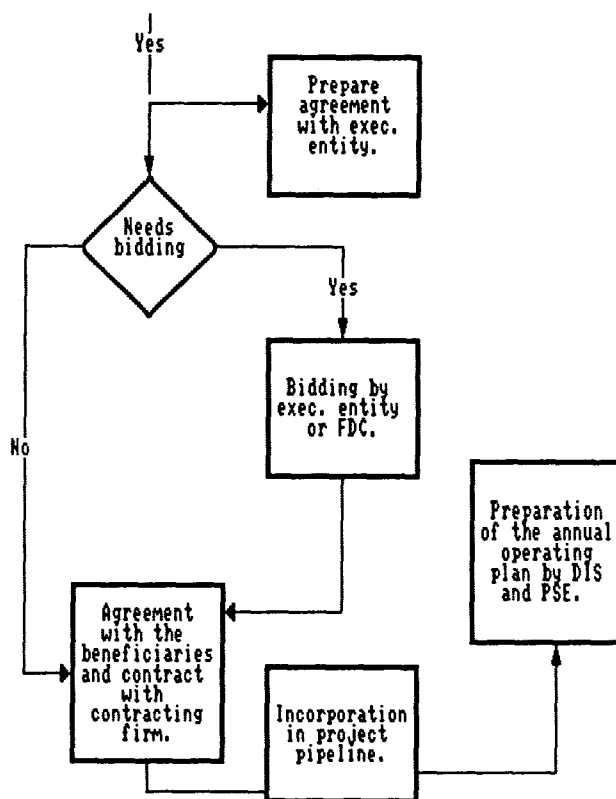 Yes
Prepare
agreement
with exec.
entity.
Needs
bidding
Yes
Bidding by
exec. entity
or FDC.
No
Preparation
of the annual
operating
plan by DIS
and PSE.
Agreement
with the
beneficiaries
and contract
with
contracting
firm.
Incorporation
in project
pipeline.